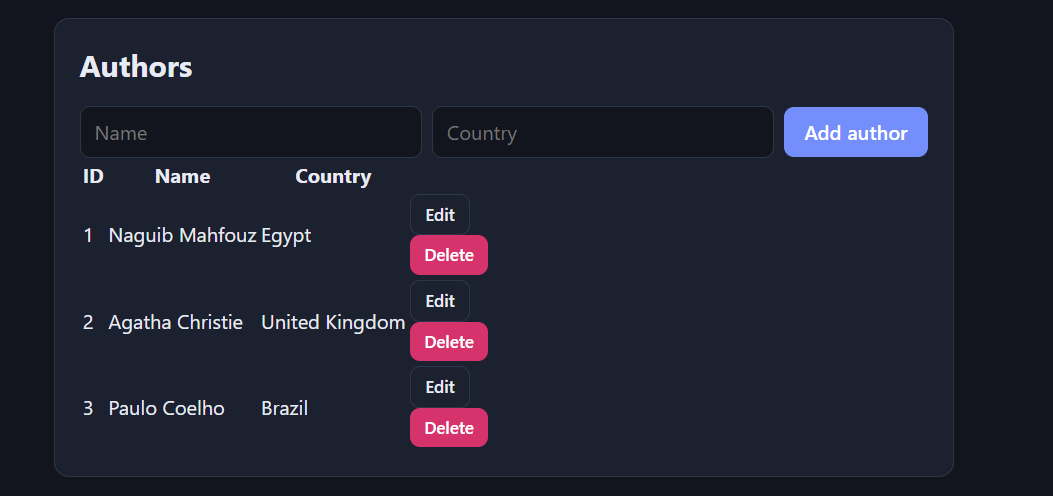 Authors
Name Country Add author
ID Name Country
1 Naguib Mahfouz Egypt Edit
Delete
2 Agatha Christie United Kingdom Edit
Delete
3 Paulo Coelho Brazil Edit
Delete